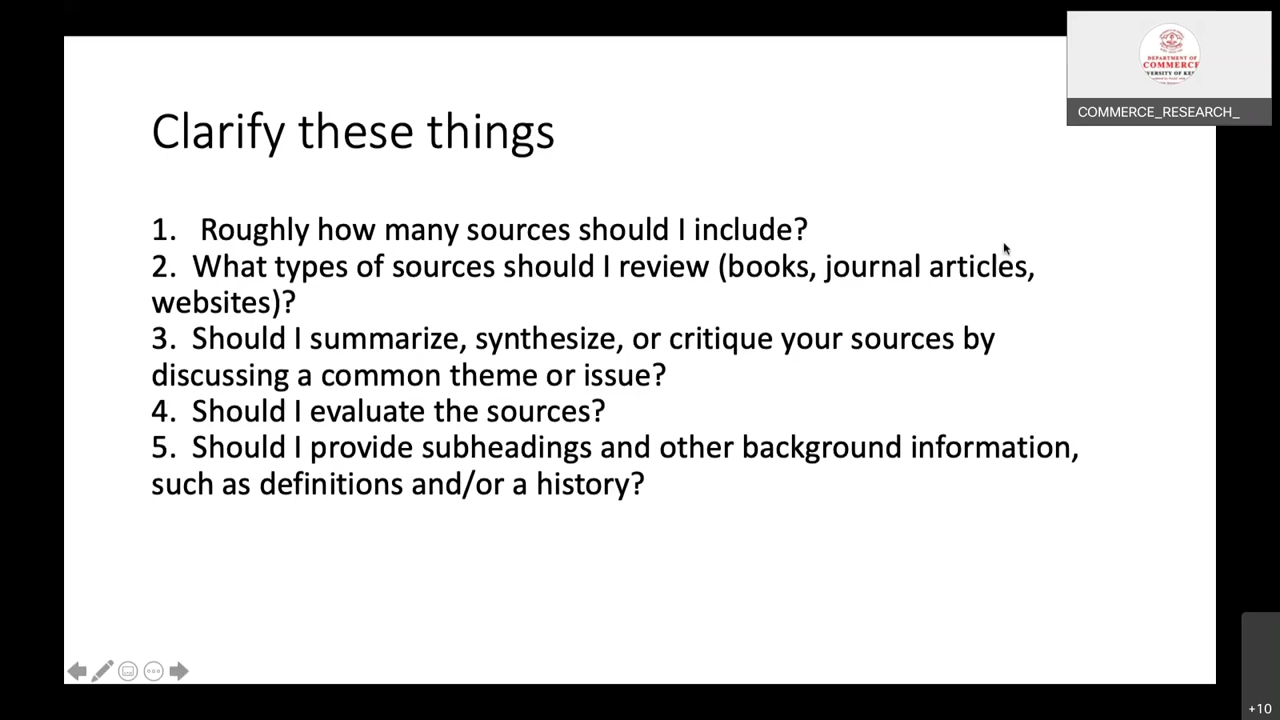 Clarify these things
1. Roughly how many sources should I include?
2. What types of sources should I review (books, journal articles,
websites)?
3. Should I summarize, synthesize, or critique your sources by
discussing a common theme or issue?
4. Should I evaluate the sources?
5. Should I provide subheadings and other background information,
such as definitions and/or a history?
DEPARTMENT OF
COMMERCE
COMMERCE_RESEARCH_
+10